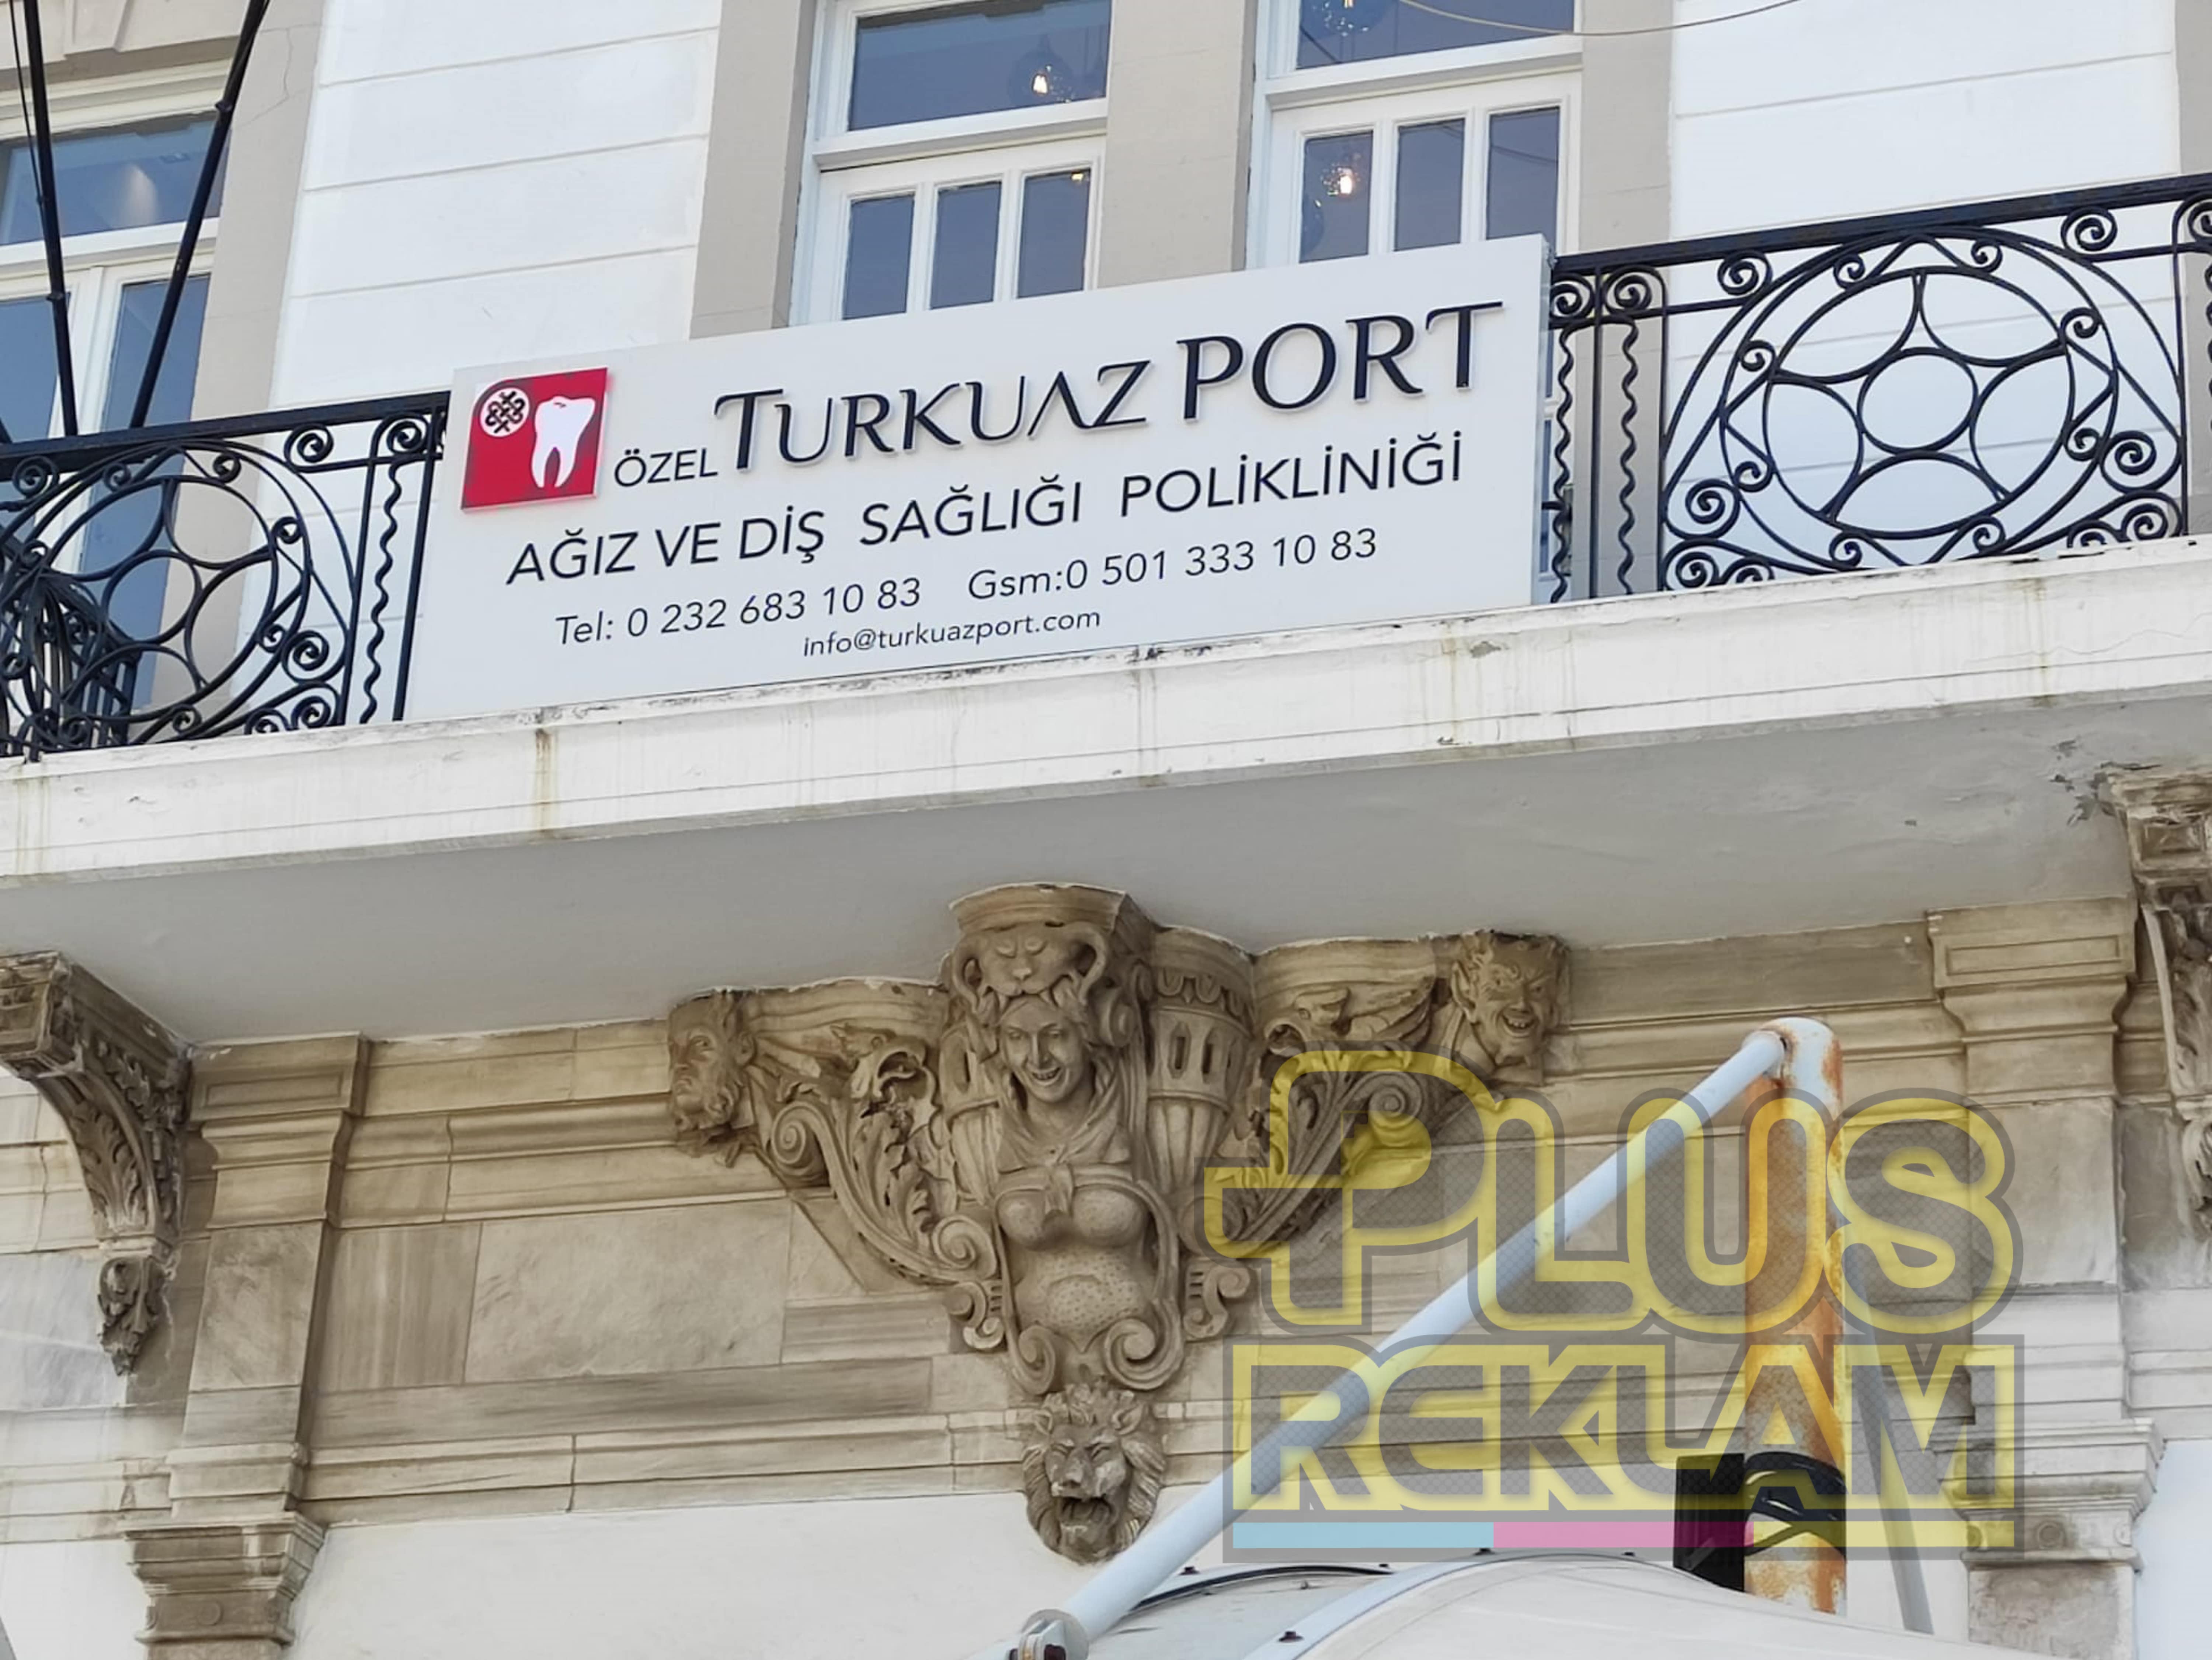 ÖZEL TURKUAZ PORT
AĞIZ VE DİŞ SAĞLIĞI POLİKLİNİĞİ
Tel: 0 232 683 10 83 Gsm:0 501 333 10 83
info@turkuazport.com
PLUS
REKLAM